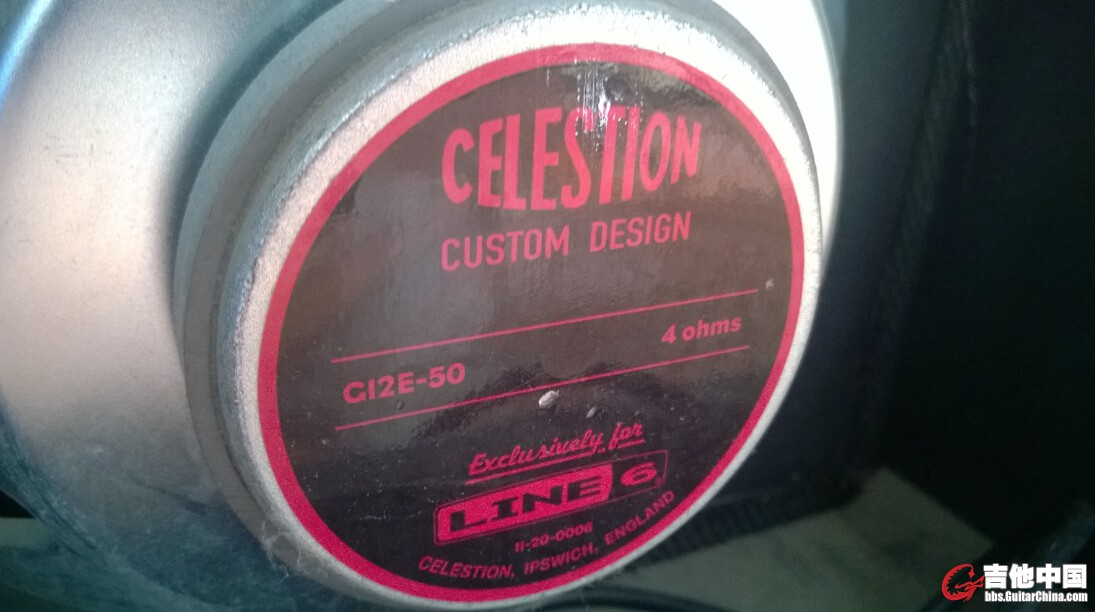 CELESTION
CUSTOM DESIGN
4 ohms
G12E-50
Exclusively for
LINE 6
11-20-0006
CELESTION, IPSWICH, ENGLAND
吉他中国
bbs.GuitarChina.com